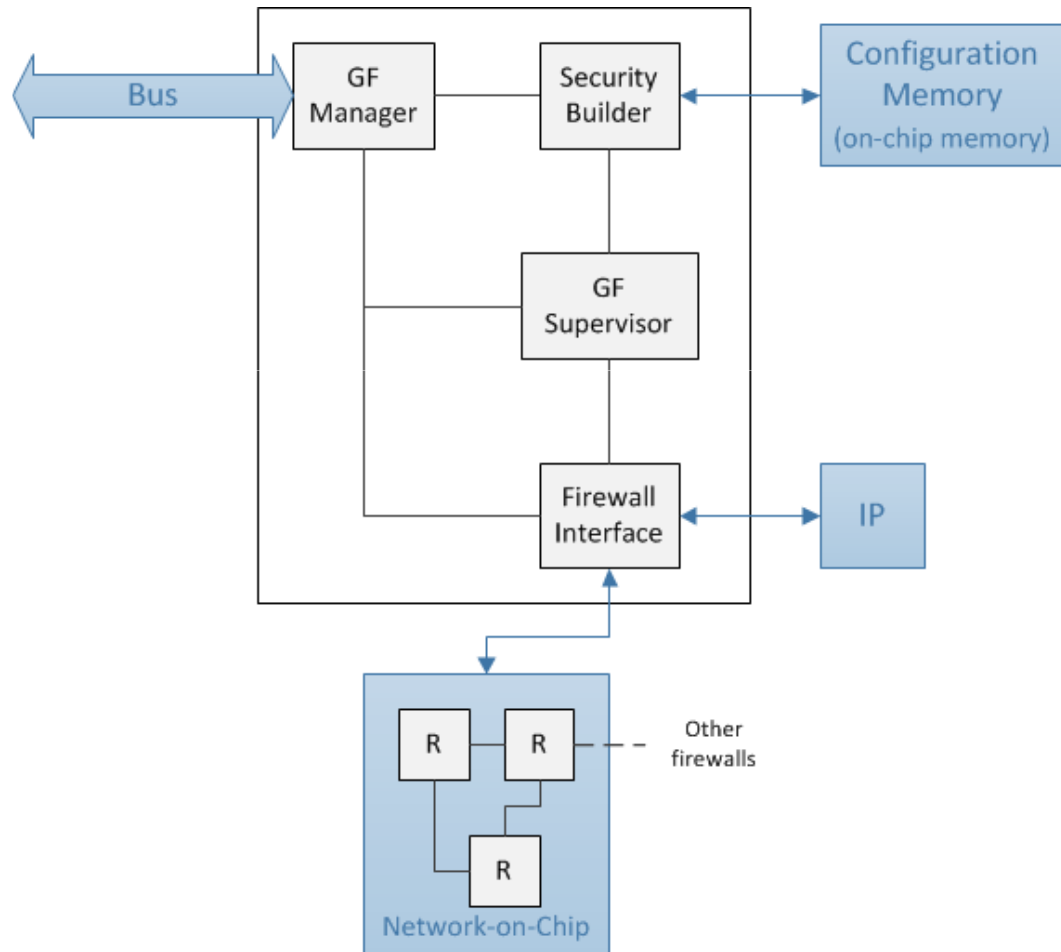 Bus
GF
Manager
Security
Builder
Configuration
Memory
(on-chip memory)
GF
Supervisor
Firewall
Interface
IP
R
R
Other
firewalls
R
Network-on-Chip